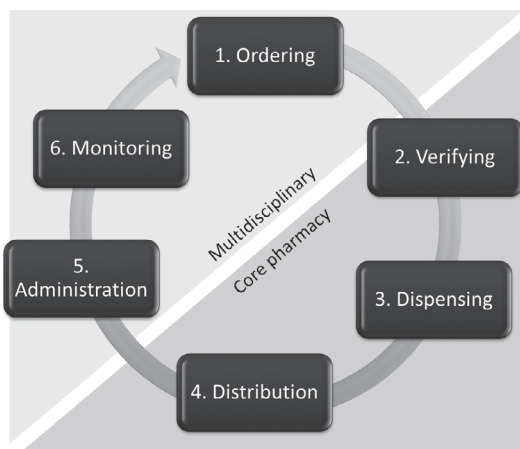 1. Ordering
2. Verifying
3. Dispensing
4. Distribution
5.
Administration
6. Monitoring
Multidisciplinary
Core pharmacy